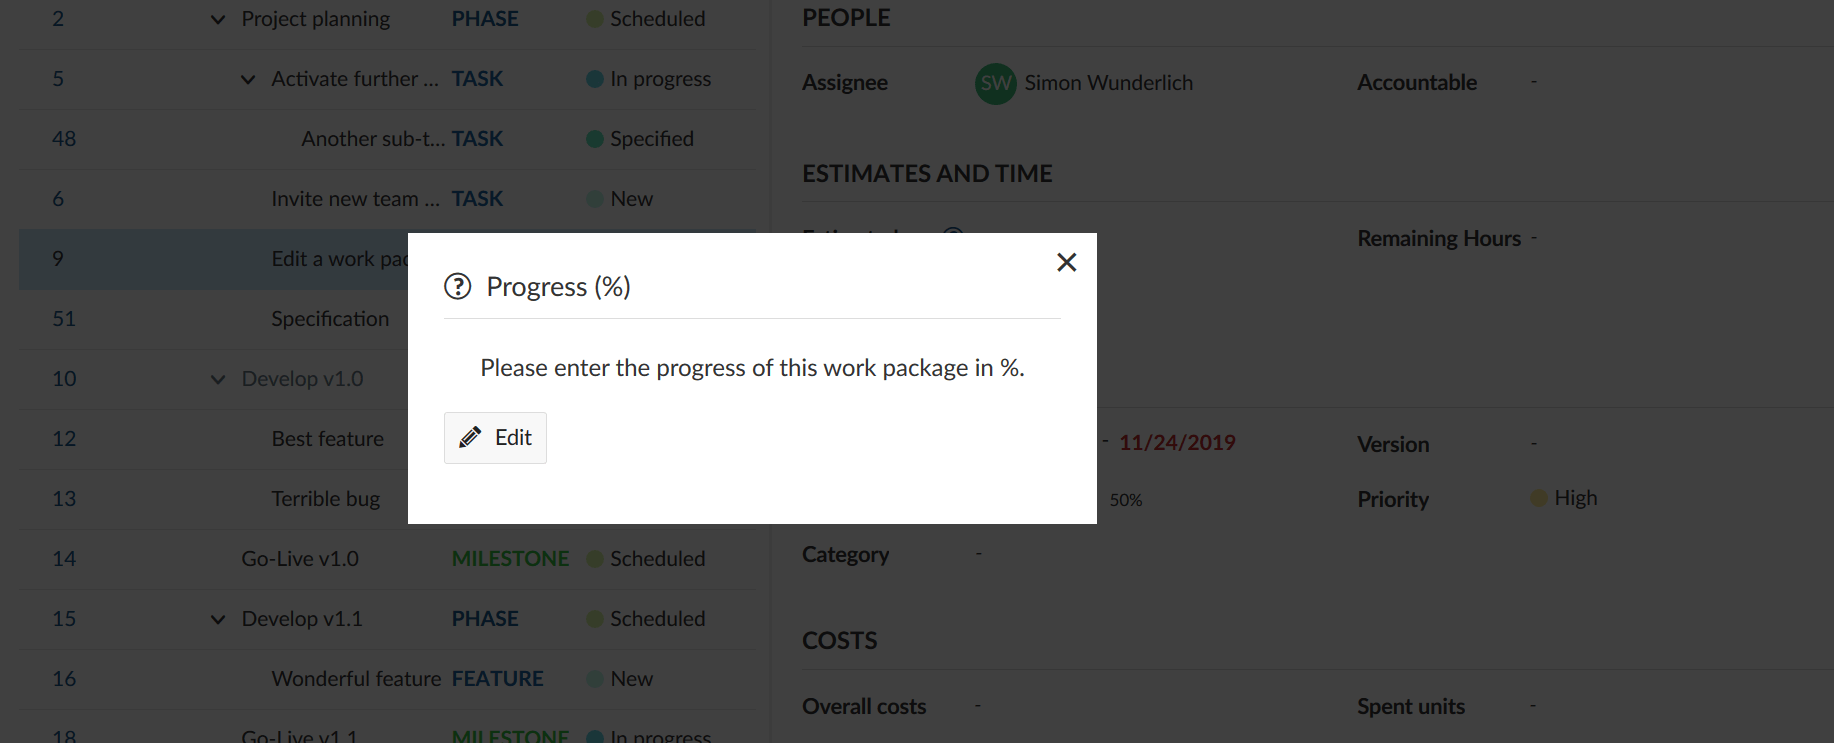 2 Project planning PHASE Scheduled
5 Activate further ... TASK In progress
48 Another sub-t... TASK Specified
6 Invite new team ... TASK New
9 Edit a work pac
51 Specification
10 Develop v1.0
12 Best feature
13 Terrible bug
14 Go-Live v1.0 MILESTONE Scheduled
15 Develop v1.1 PHASE Scheduled
16 Wonderful feature FEATURE New
18 Go-Live v1.1 MILESTONE In progress
PEOPLE
Assignee SW Simon Wunderlich Accountable -
ESTIMATES AND TIME
Remaining Hours -
? Progress (%)
Please enter the progress of this work package in %.
Edit
- 11/24/2019 Version -
50% Priority High
Category -
COSTS
Overall costs - Spent units -